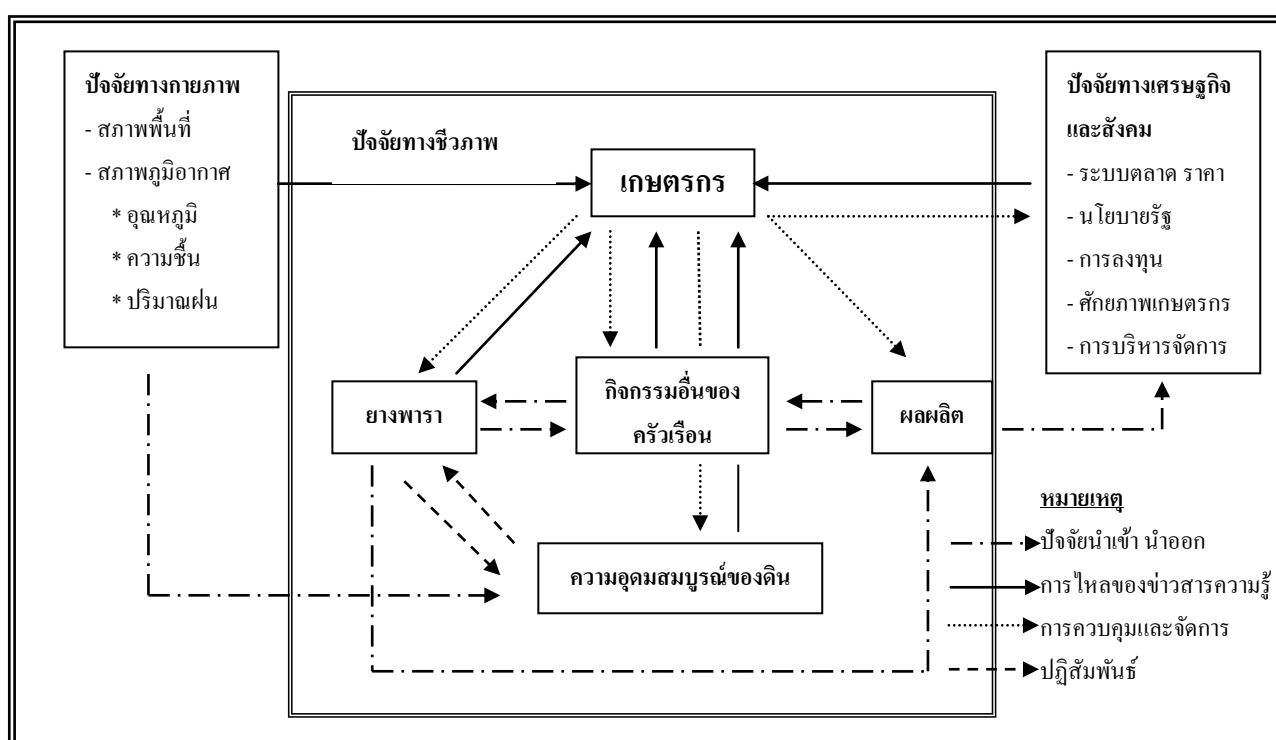 ปัจจัยทางกายภาพ
- สภาพพื้นที่
- สภาพภูมิอากาศ
* อุณหภูมิ
* ความชื้น
* ปริมาณฝน
ปัจจัยทางชีวภาพ
เกษตรกร
ปัจจัยทางเศรษฐกิจ
และสังคม
- ระบบตลาด ราคา
- นโยบายรัฐ
- การลงทุน
- ศักยภาพเกษตรกร
- การบริหารจัดการ
ยางพารา
กิจกรรมอื่นของ
ครัวเรือน
ผลผลิต
ความอุดมสมบูรณ์ของดิน
หมายเหตุ
ปัจจัยนำเข้า นำออก
การไหลของข่าวสารความรู้
การควบคุมและจัดการ
ปฏิสัมพันธ์